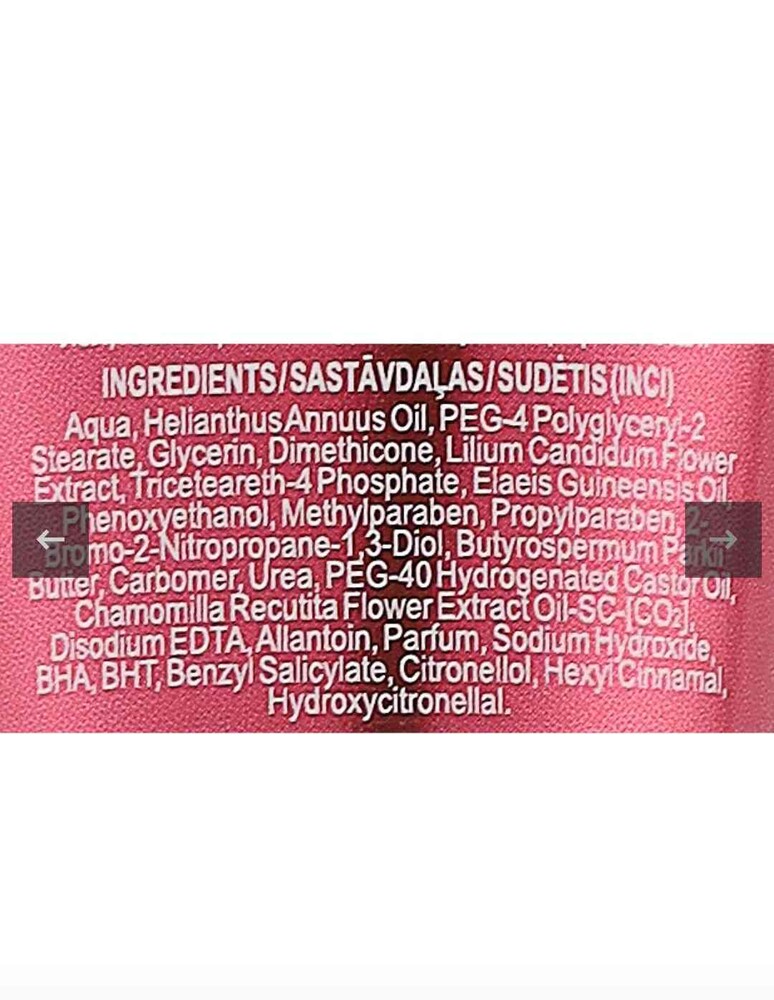 INGREDIENTS/SASTĀVDAĻAS/SUDĖTIS (INCI)
Aqua, Helianthus Annuus Oil, PEG-4 Polyglyceryl-2
Stearate, Glycerin, Dimethicone, Lilium Candidum Flower
Extract, Triceteareth-4 Phosphate, Elaeis Guineensis Oil,
Phenoxyethanol, Methylparaben, Propylparaben, 2-
Bromo-2-Nitropropane-1,3-Diol, Butyrospermum Parkii
Butter, Carbomer, Urea, PEG-40 Hydrogenated Castor Oil,
Chamomilla Recutita Flower Extract Oil-SC-[CO₂],
Disodium EDTA, Allantoin, Parfum, Sodium Hydroxide,
BHA, BHT, Benzyl Salicylate, Citronellol, Hexyl Cinnamal,
Hydroxycitronellal.